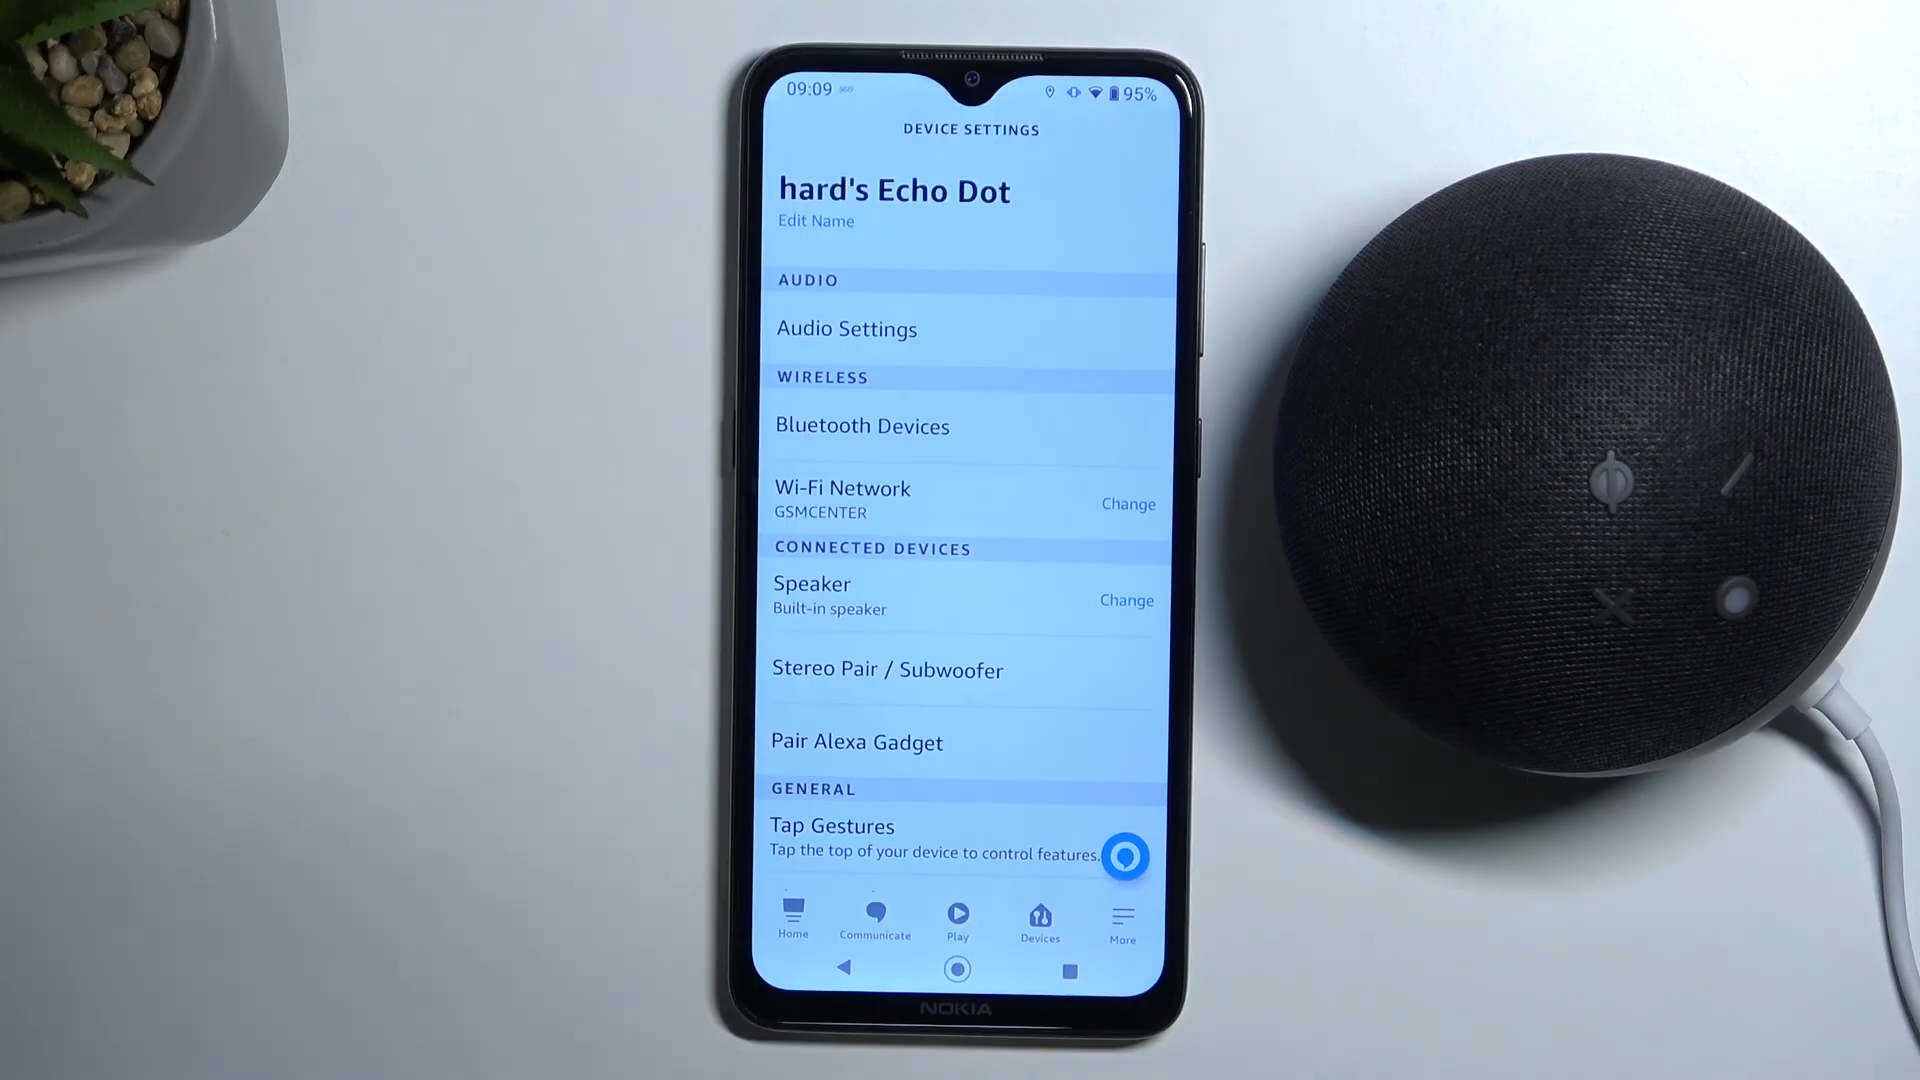 09:09
95%
DEVICE SETTINGS
hard's Echo Dot
Edit Name
AUDIO
Audio Settings
WIRELESS
Bluetooth Devices
Wi-Fi Network
GSMCENTER
Change
CONNECTED DEVICES
Speaker
Built-in speaker
Change
Stereo Pair / Subwoofer
Pair Alexa Gadget
GENERAL
Tap Gestures
Tap the top of your device to control features.
Home
Communicate
Play
Devices
More
NOKIA